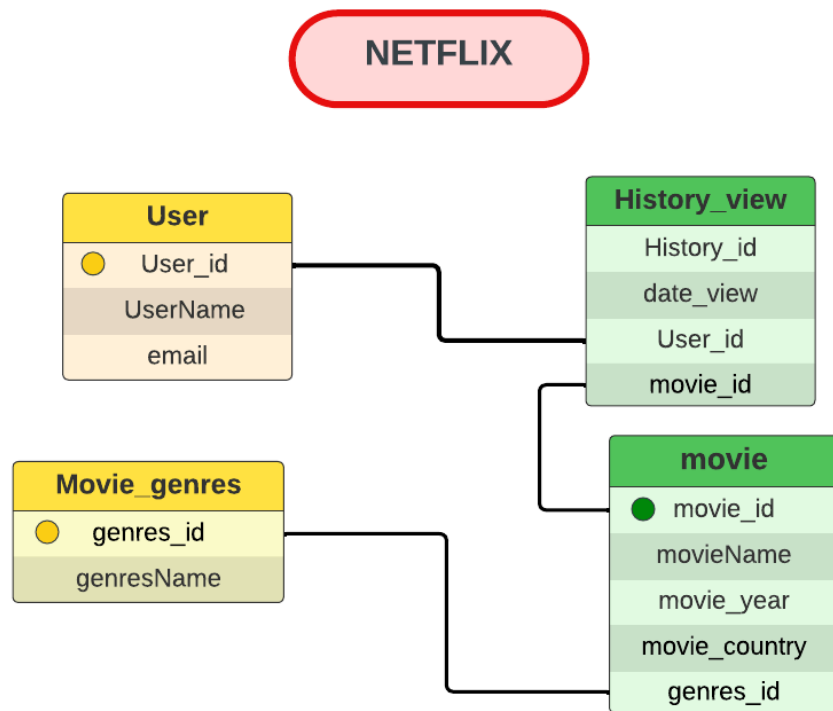 NETFLIX
User
User_id
UserName
email
History_view
History_id
date_view
User_id
movie_id
Movie_genres
genres_id
genresName
movie
movie_id
movieName
movie_year
movie_country
genres_id